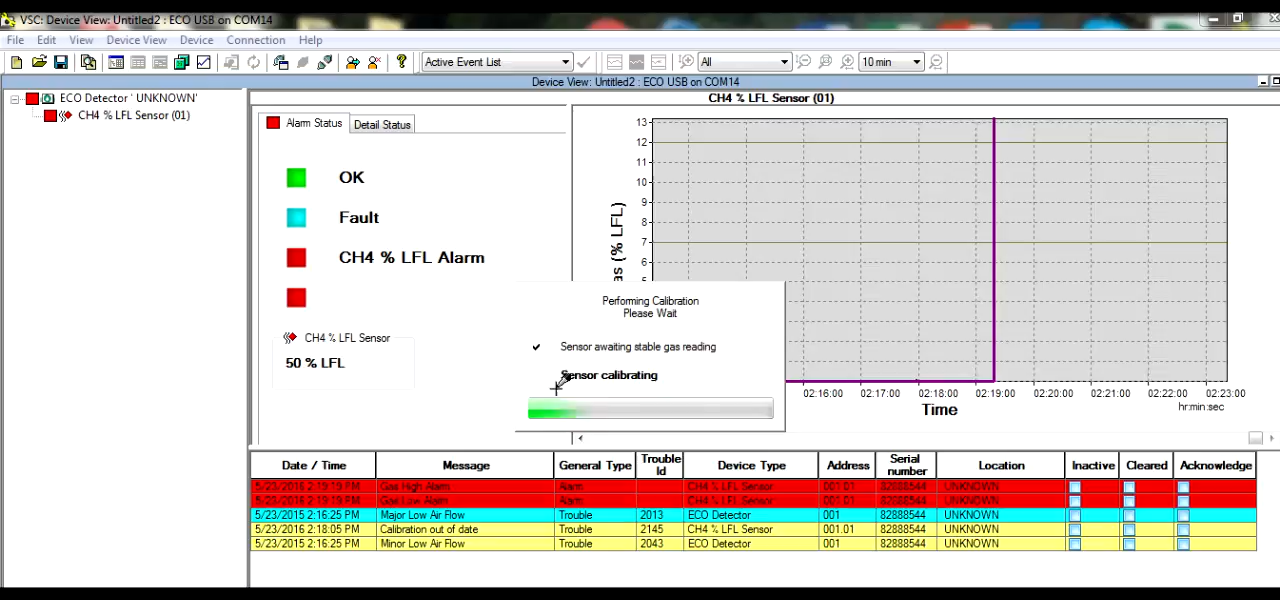 VSC: Device View: Untitled2 : ECO USB on COM14
File Edit View Device View Device Connection Help
Active Event List All 10 min
Device View: Untitled2 : ECO USB on COM14
ECO Detector ' UNKNOWN'
CH4 % LFL Sensor (01)
CH4 % LFL Sensor (01)
Alarm Status Detail Status
OK
Fault
CH4 % LFL Alarm
CH4 % LFL Sensor
50 % LFL
13
12
11
10
9
8
7
6
5
as (% LFL)
Performing Calibration
Please Wait
Sensor awaiting stable gas reading
Sensor calibrating
02:16:00 02:17:00 02:18:00 02:19:00 02:20:00 02:21:00 02:22:00 02:23:00
Time
hr:min:sec
Date / Time Message General Type Trouble Id Device Type Address Serial number Location Inactive Cleared Acknowledge
5/23/2016 2:19:19 PM Gas High Alarm Alarm CH4 % LFL Sensor 001.01 82888544 UNKNOWN
5/23/2016 2:19:19 PM Gas Low Alarm Alarm CH4 % LFL Sensor 001.01 82888544 UNKNOWN
5/23/2015 2:16:25 PM Major Low Air Flow Trouble 2013 ECO Detector 001 82888544 UNKNOWN
5/23/2016 2:18:05 PM Calibration out of date Trouble 2145 CH4 % LFL Sensor 001.01 82888544 UNKNOWN
5/23/2015 2:16:25 PM Minor Low Air Flow Trouble 2043 ECO Detector 001 82888544 UNKNOWN